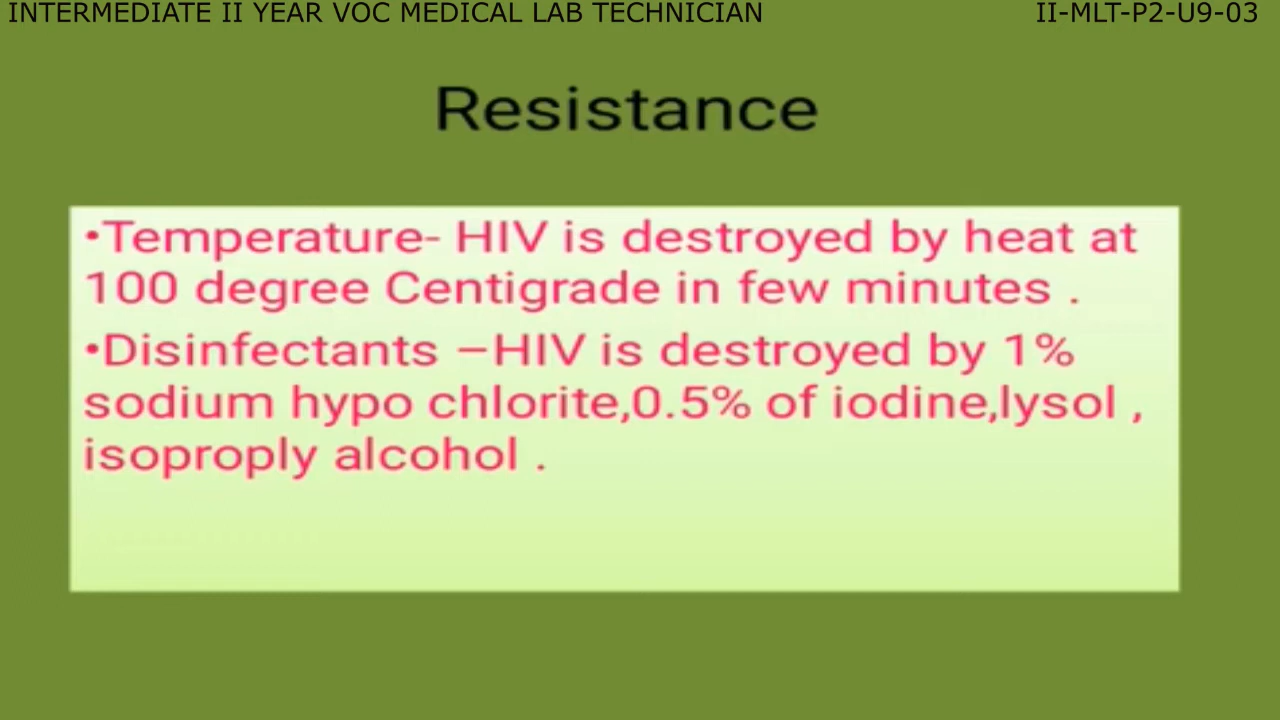 INTERMEDIATE II YEAR VOC MEDICAL LAB TECHNICIAN II-MLT-P2-U9-03
Resistance
•Temperature- HIV is destroyed by heat at
100 degree Centigrade in few minutes .
•Disinfectants –HIV is destroyed by 1%
sodium hypo chlorite,0.5% of iodine,lysol ,
isoproply alcohol .